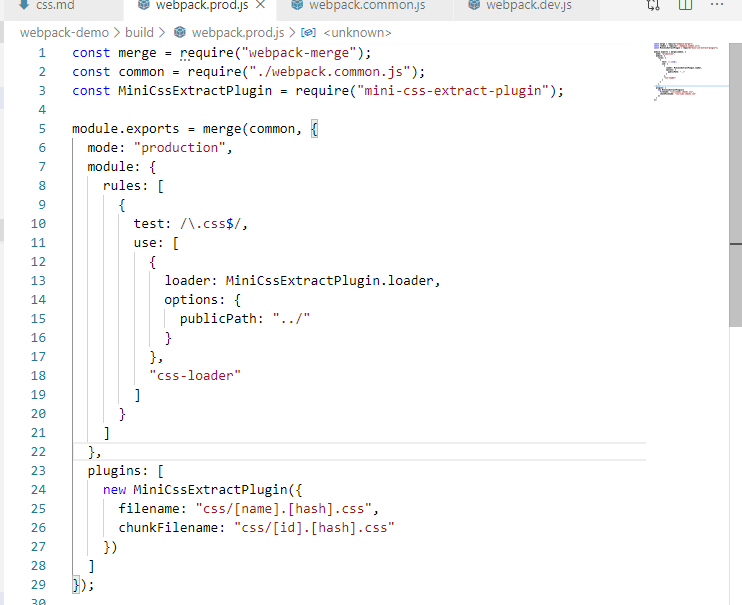 css.md webpack.prod.js webpack.common.js webpack.dev.js
webpack-demo > build > webpack.prod.js > <unknown>
1 const merge = require("webpack-merge");
2 const common = require("./webpack.common.js");
3 const MiniCssExtractPlugin = require("mini-css-extract-plugin");
4
5 module.exports = merge(common, {
6 mode: "production",
7 module: {
8 rules: [
9 {
10 test: /\.css$/,
11 use: [
12 {
13 loader: MiniCssExtractPlugin.loader,
14 options: {
15 publicPath: "../"
16 }
17 },
18 "css-loader"
19 ]
20 }
21 ]
22 },
23 plugins: [
24 new MiniCssExtractPlugin({
25 filename: "css/[name].[hash].css",
26 chunkFilename: "css/[id].[hash].css"
27 })
28 ]
29 });
30